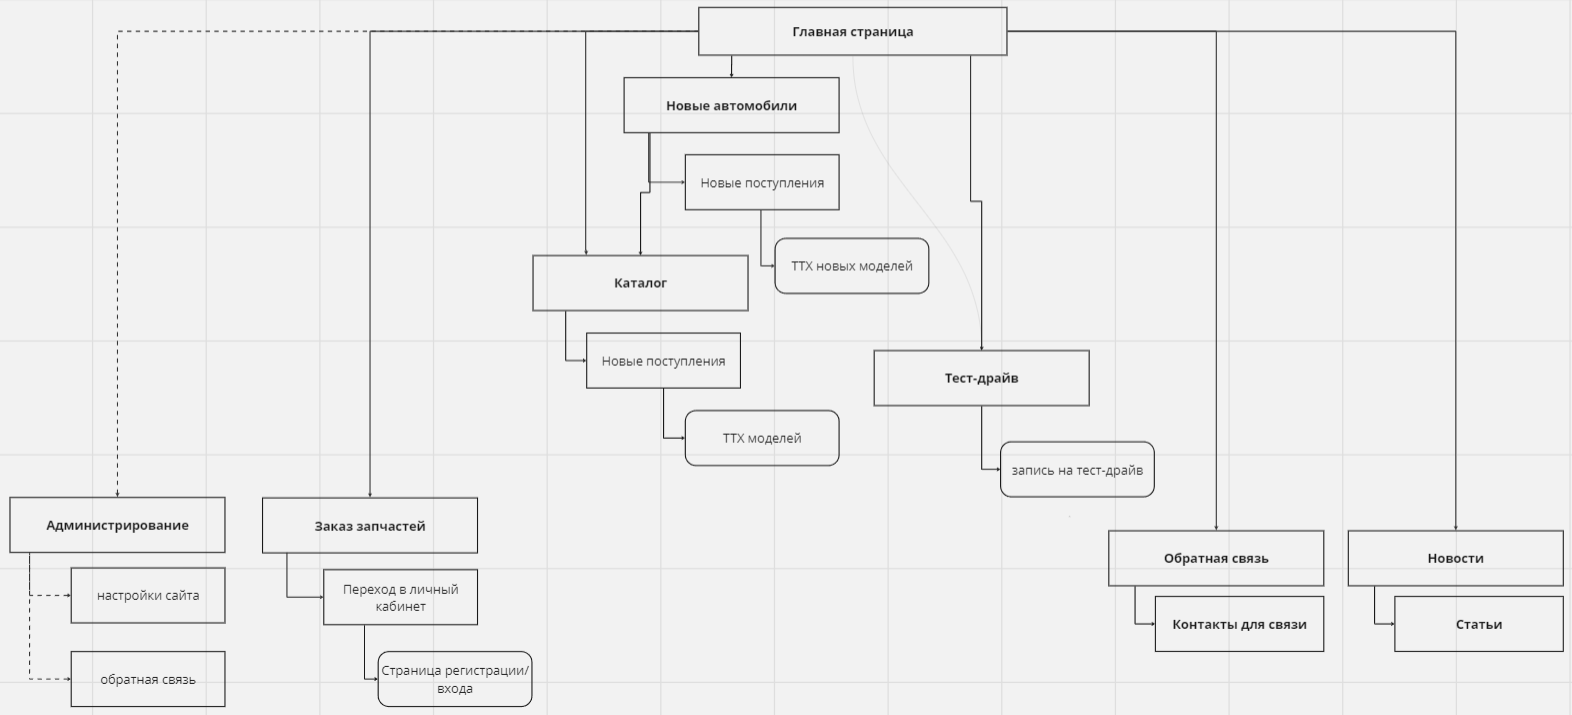 Главная страница
Новые автомобили
Новые поступления
ТТХ новых моделей
Каталог
Новые поступления
ТТХ моделей
Тест-драйв
запись на тест-драйв
Администрирование
настройки сайта
обратная связь
Заказ запчастей
Переход в личный
кабинет
Страница регистрации/
входа
Обратная связь
Контакты для связи
Новости
Статьи